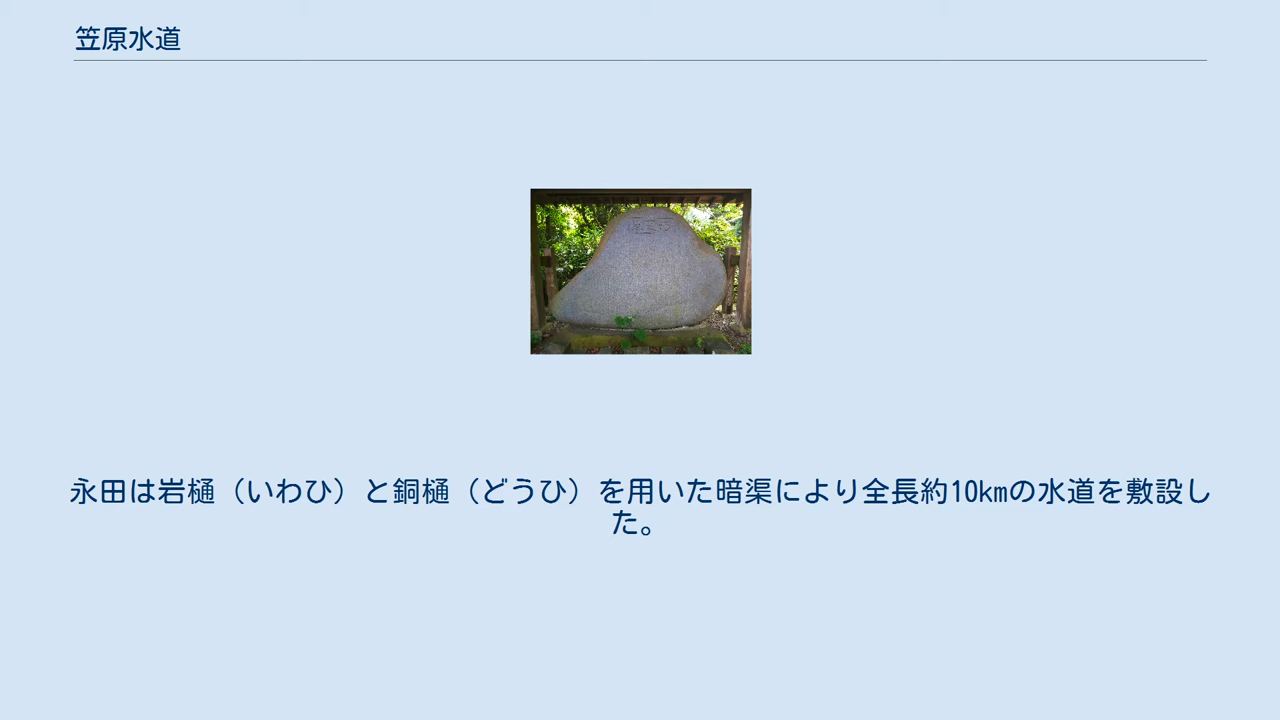 笠原水道
永田は岩樋（いわひ）と銅樋（どうひ）を用いた暗渠により全長約10kmの水道を敷設し
た。